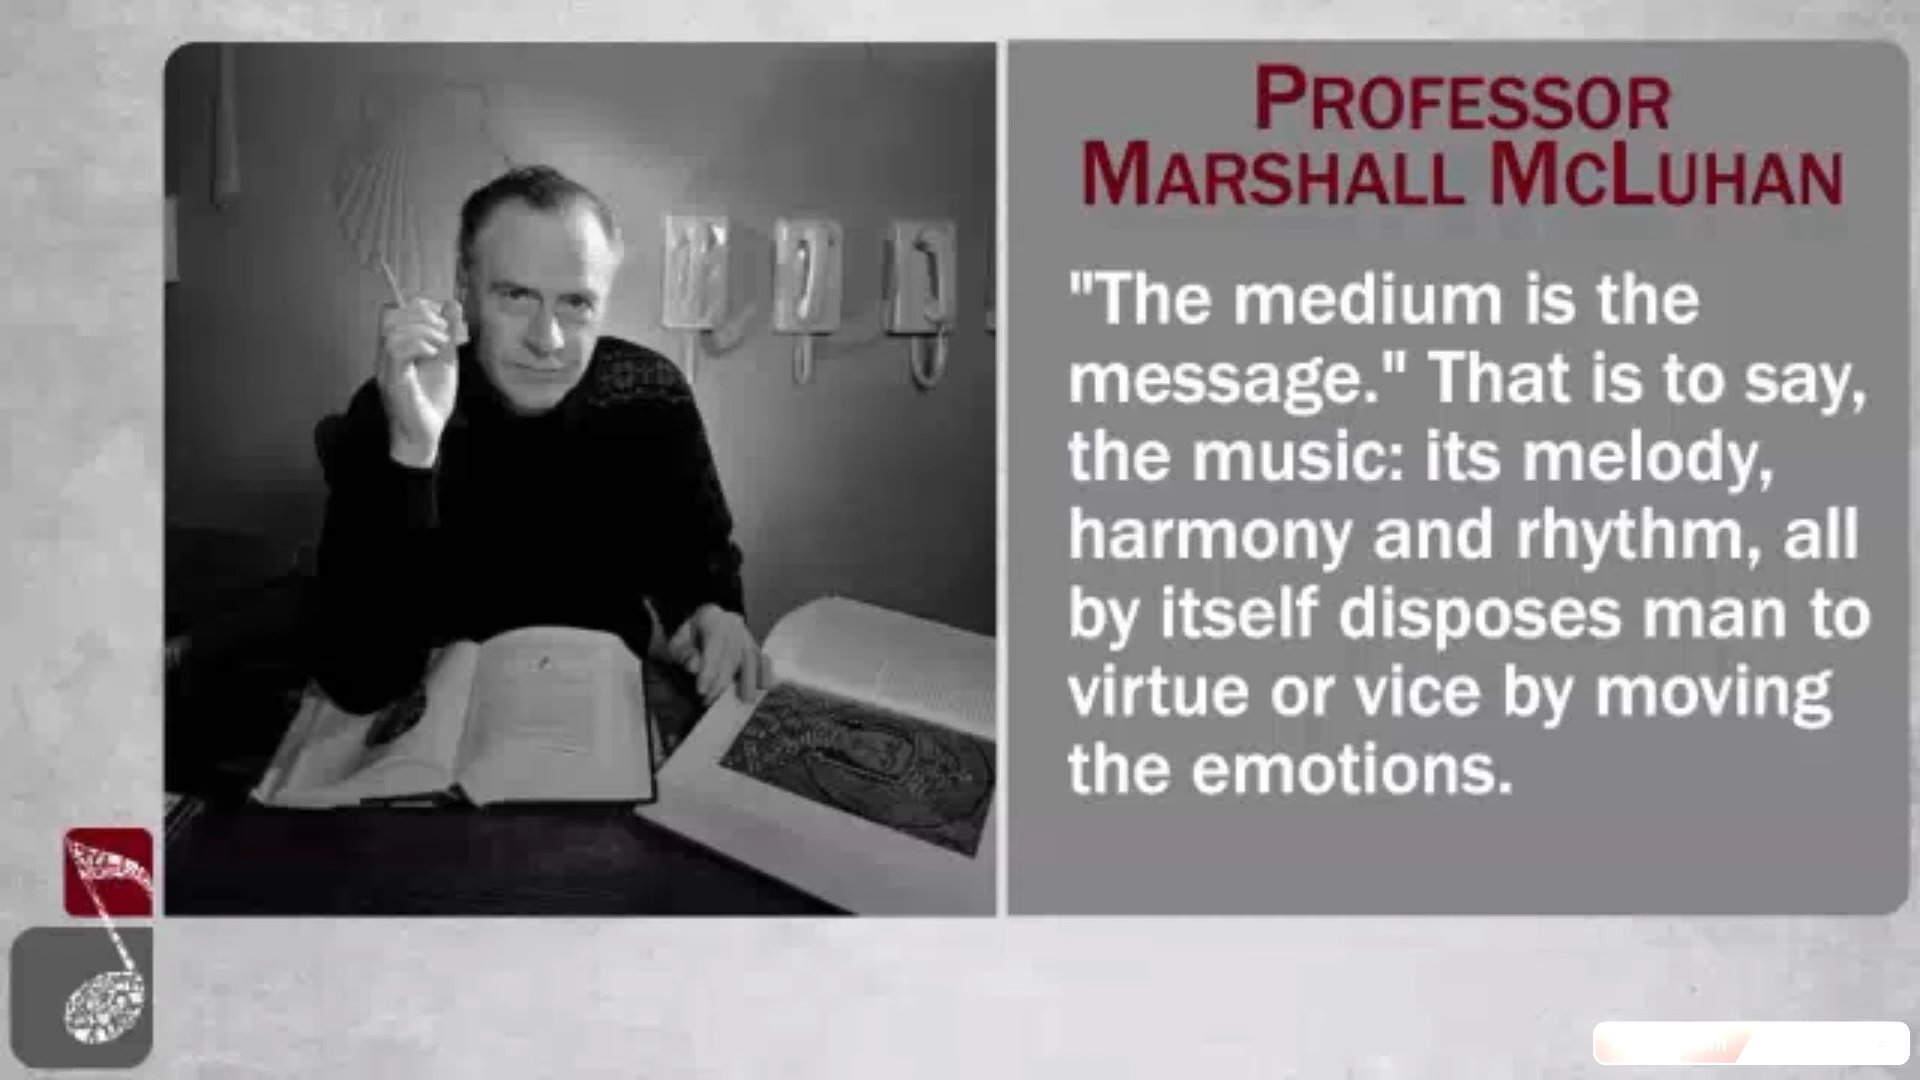 PROFESSOR
MARSHALL MCLUHAN
"The medium is the
message." That is to say,
the music: its melody,
harmony and rhythm, all
by itself disposes man to
virtue or vice by moving
the emotions.